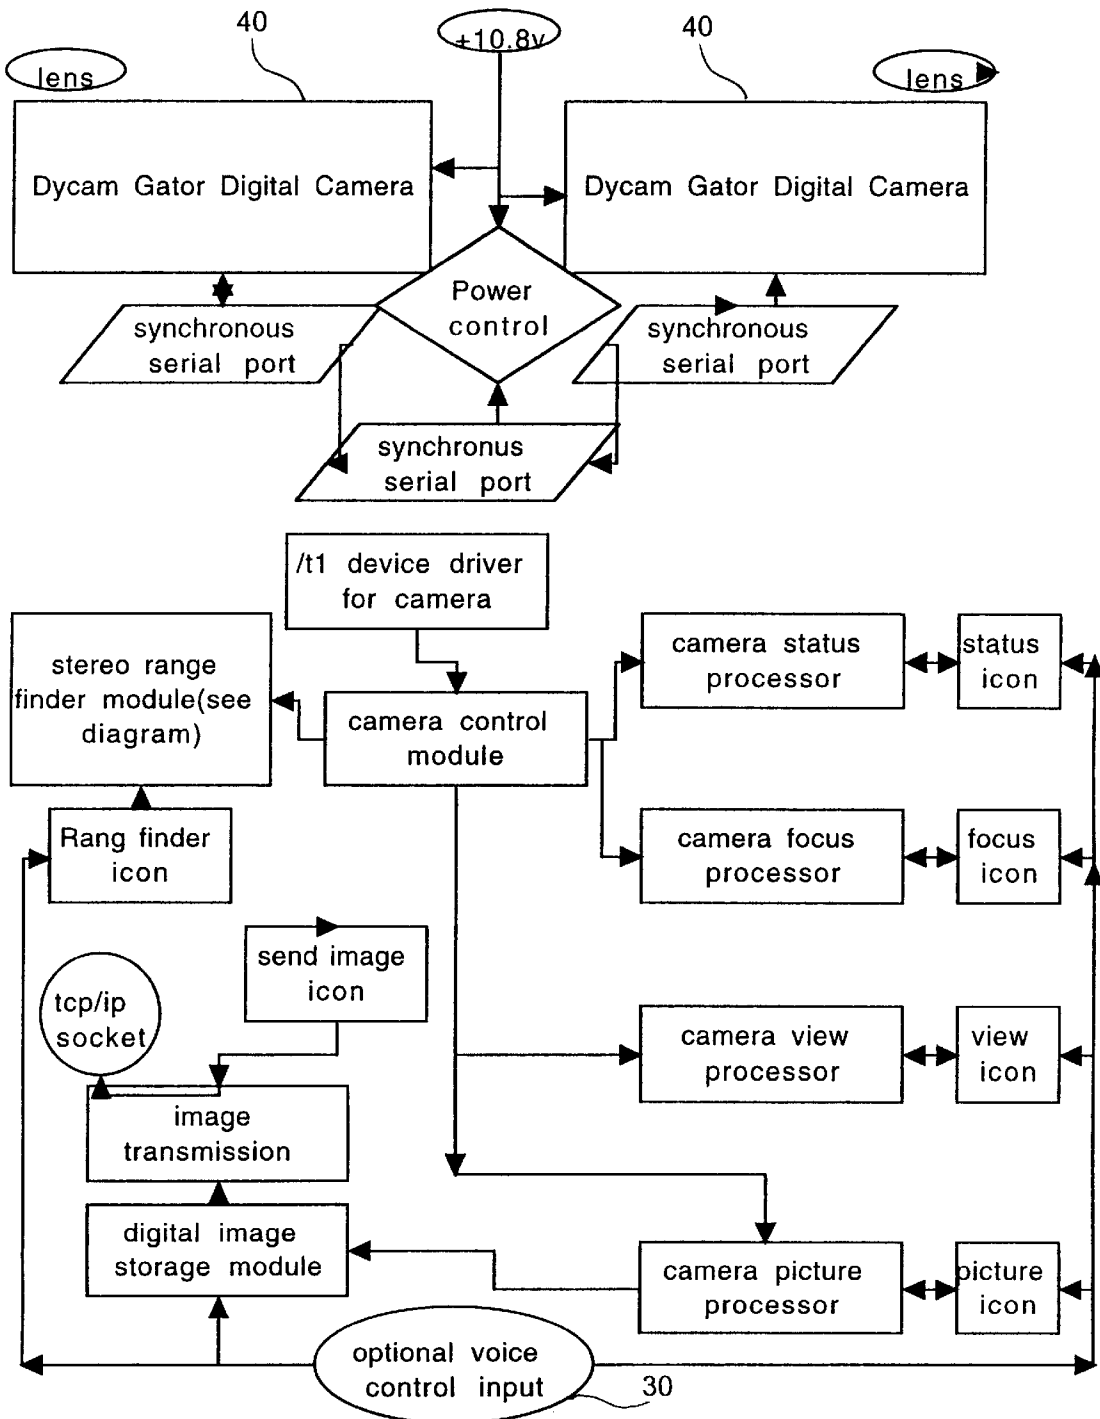 40
+10.8v
40
lens
lens
Dycam Gator Digital Camera
Dycam Gator Digital Camera
Power
control
synchronous
serial port
synchronous
serial port
synchronus
serial port
/t1 device driver
for camera
stereo range
finder module(see
diagram)
camera control
module
camera status
processor
status
icon
Rang finder
icon
camera focus
processor
focus
icon
send image
icon
tcp/ip
socket
camera view
processor
view
icon
image
transmission
digital image
storage module
camera picture
processor
picture
icon
optional voice
control input
30